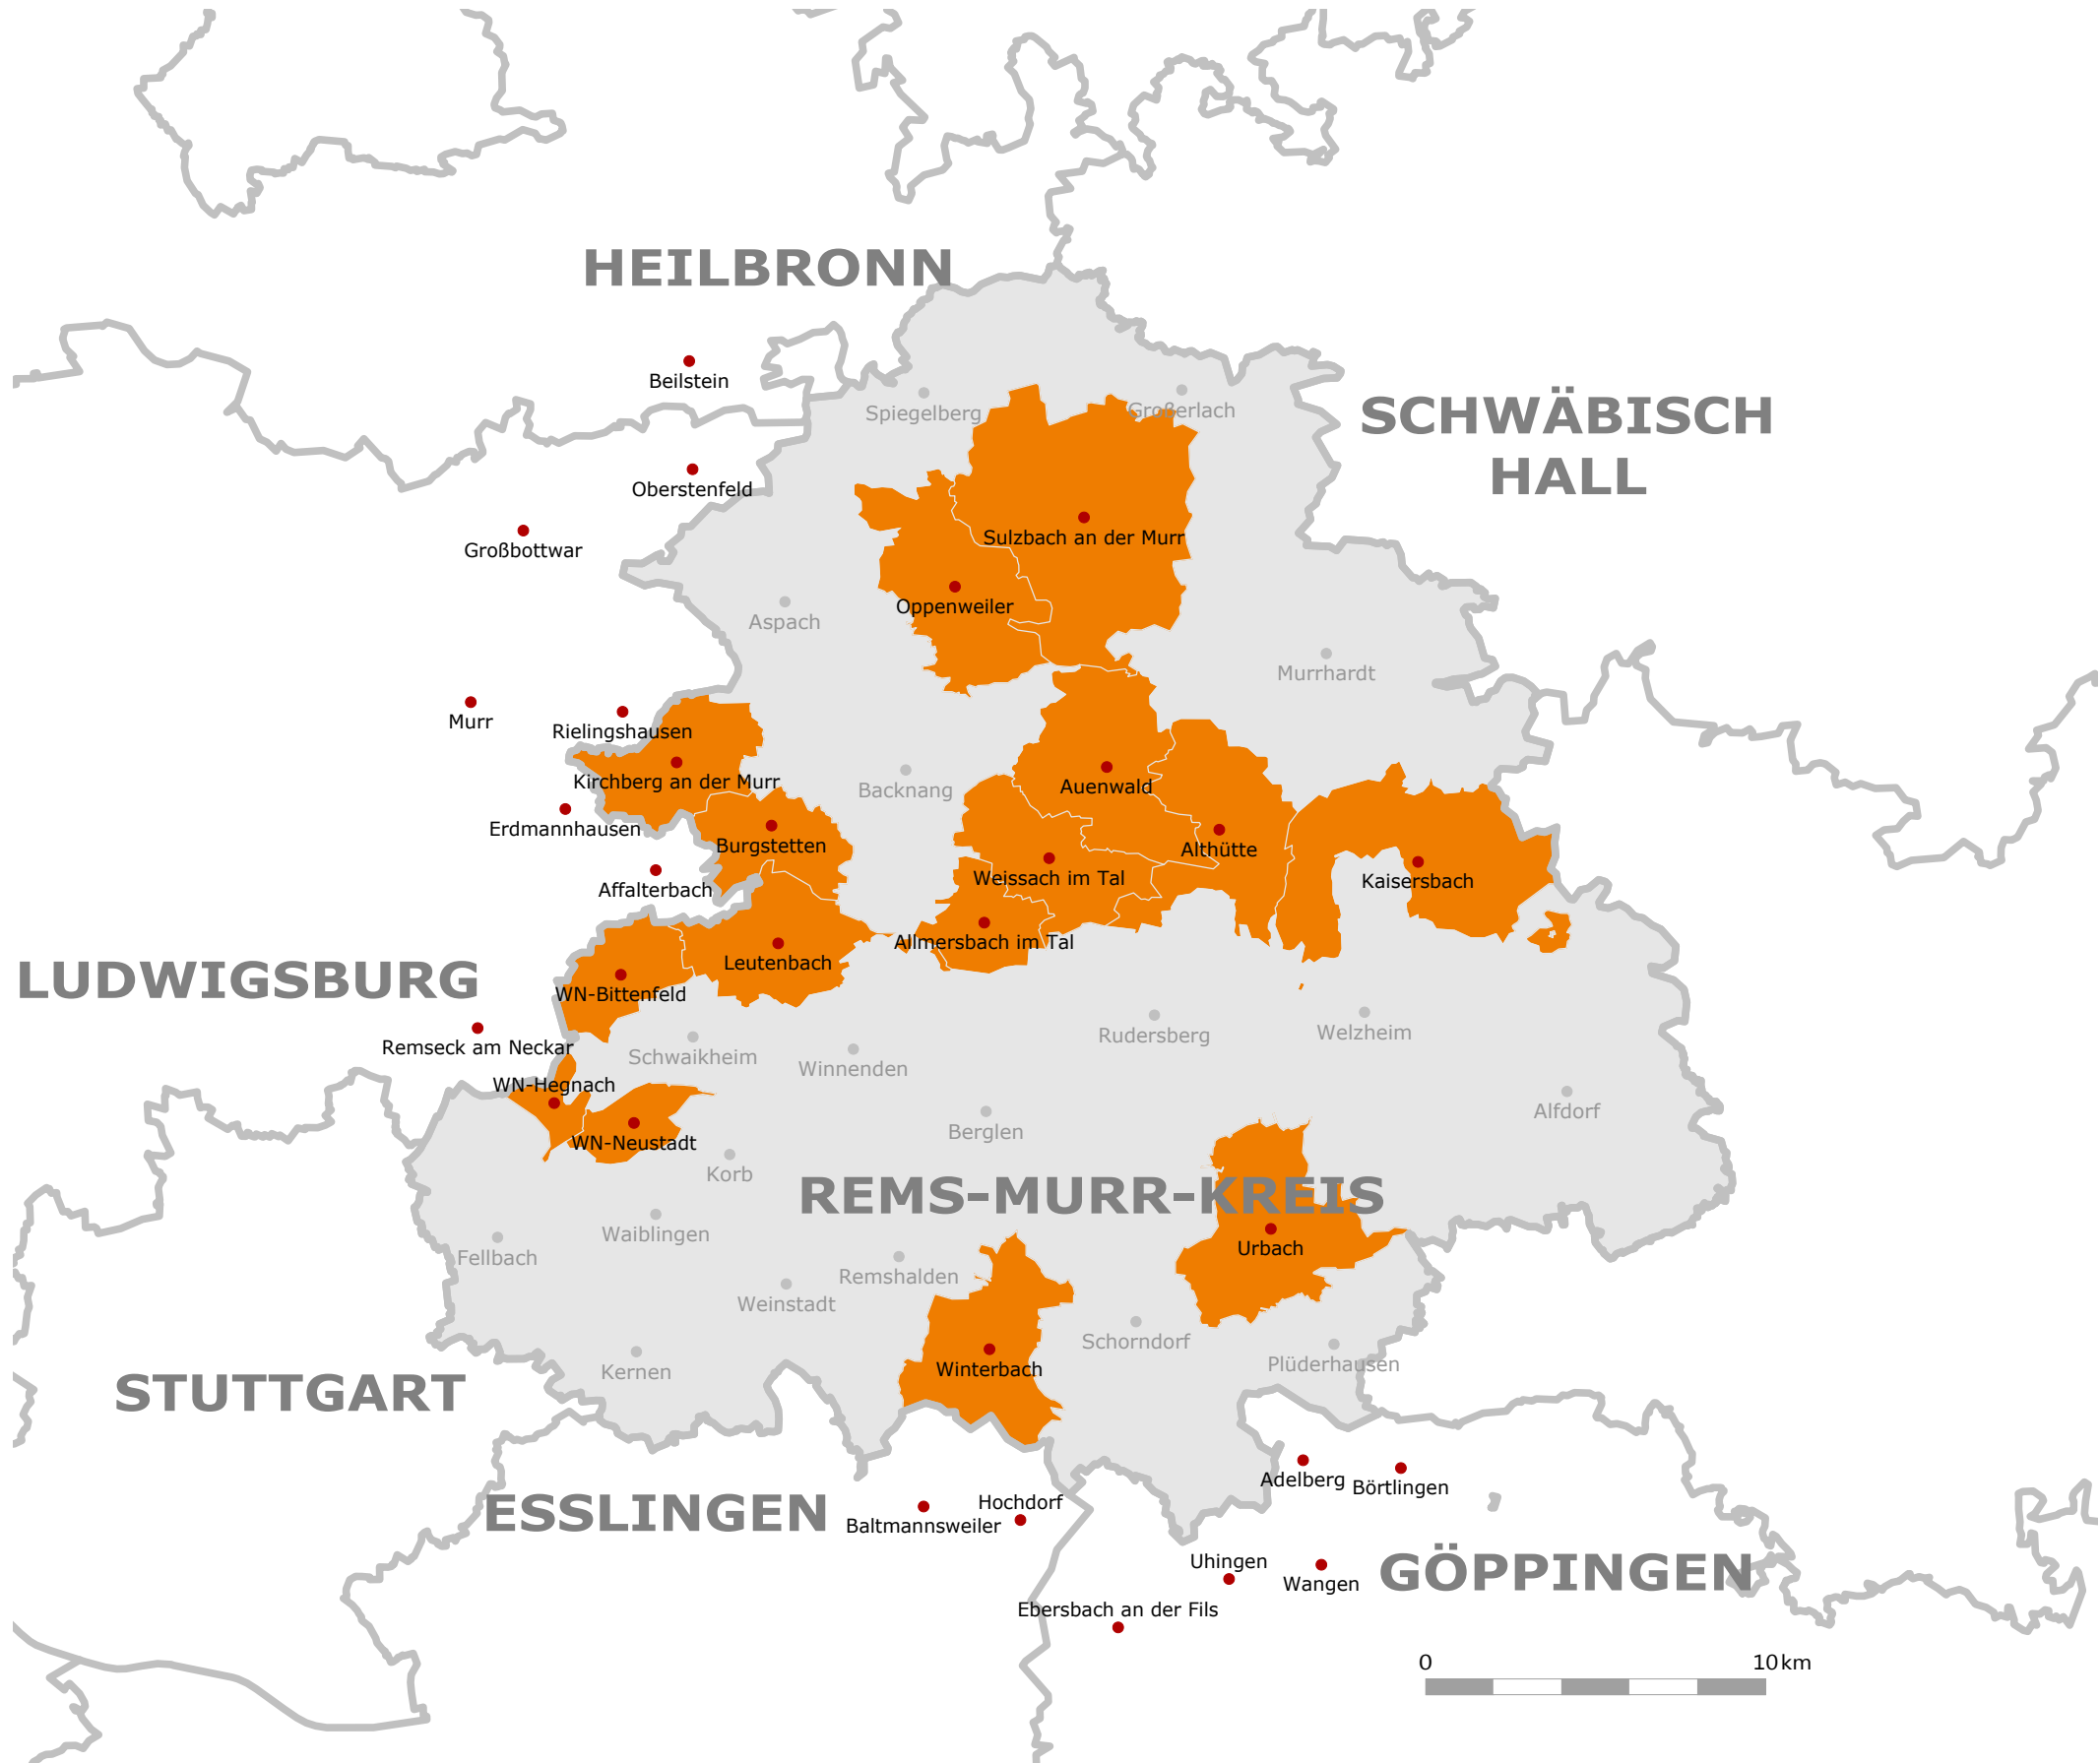 HEILBRONN
Beilstein
Spiegelberg
Großerlach
SCHWÄBISCH
HALL
Oberstenfeld
Großbottwar
Sulzbach an der Murr
Oppenweiler
Aspach
Murrhardt
Murr
Rielingshausen
Kirchberg an der Murr
Backnang
Auenwald
Erdmannhausen
Burgstetten
Althütte
Weissach im Tal
Kaisersbach
Affalterbach
Allmersbach im Tal
Leutenbach
LUDWIGSBURG
WN-Bittenfeld
Remseck am Neckar
Schwaikheim
Winnenden
Rudersberg
Welzheim
WN-Hegnach
Alfdorf
WN-Neustadt
Berglen
Korb
REMS-MURR-KREIS
Waiblingen
Fellbach
Urbach
Remshalden
Weinstadt
Schorndorf
Plüderhausen
Kernen
Winterbach
STUTTGART
Adelberg
Börtlingen
ESSLINGEN
Hochdorf
Baltmannsweiler
Uhingen
Wangen
GÖPPINGEN
Ebersbach an der Fils
0 10 km